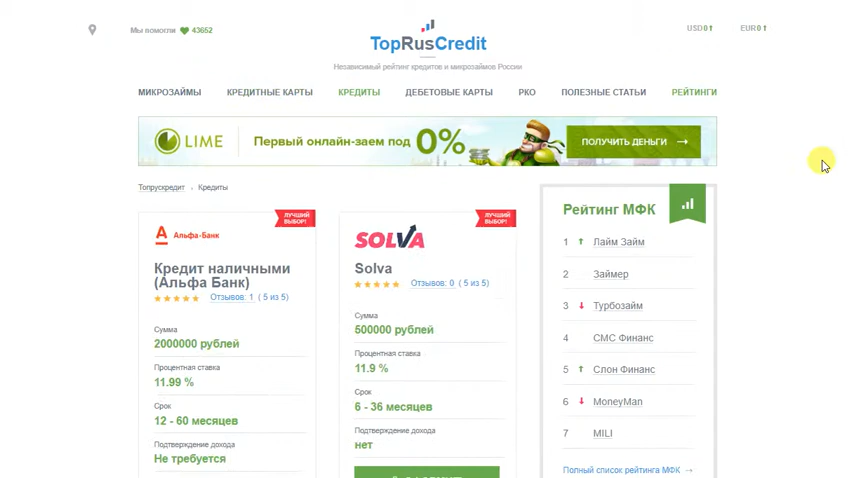 Мы помогли 43652
TopRusCredit
Независимый рейтинг кредитов и микрозаймов России
USD0
EUR0
МИКРОЗАЙМЫ КРЕДИТНЫЕ КАРТЫ КРЕДИТЫ ДЕБЕТОВЫЕ КАРТЫ РКО ПОЛЕЗНЫЕ СТАТЬИ РЕЙТИНГИ
LIME Первый онлайн-заем под 0% ПОЛУЧИТЬ ДЕНЬГИ →
Топрускредит Кредиты
ЛУЧШИЙ
ВЫБОР!
Альфа-Банк
Кредит наличными
(Альфа Банк)
Отзывов: 1 ( 5 из 5)
Сумма
2000000 рублей
Процентная ставка
11.99 %
Срок
12 - 60 месяцев
Подтверждение дохода
Не требуется
ЛУЧШИЙ
ВЫБОР!
SOLVA
Solva
Отзывов: 0 ( 5 из 5)
Сумма
500000 рублей
Процентная ставка
11.9 %
Срок
6 - 36 месяцев
Подтверждение дохода
нет
Рейтинг МФК
1 Лайм Займ
2 Займер
3 Турбозайм
4 СМС Финанс
5 Слон Финанс
6 MoneyMan
7 MILI
Полный список рейтинга МФК →